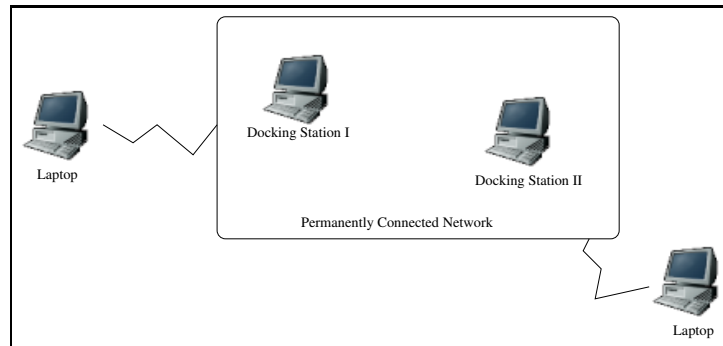 Docking Station I
Laptop
Docking Station II
Permanently Connected Network
Laptop